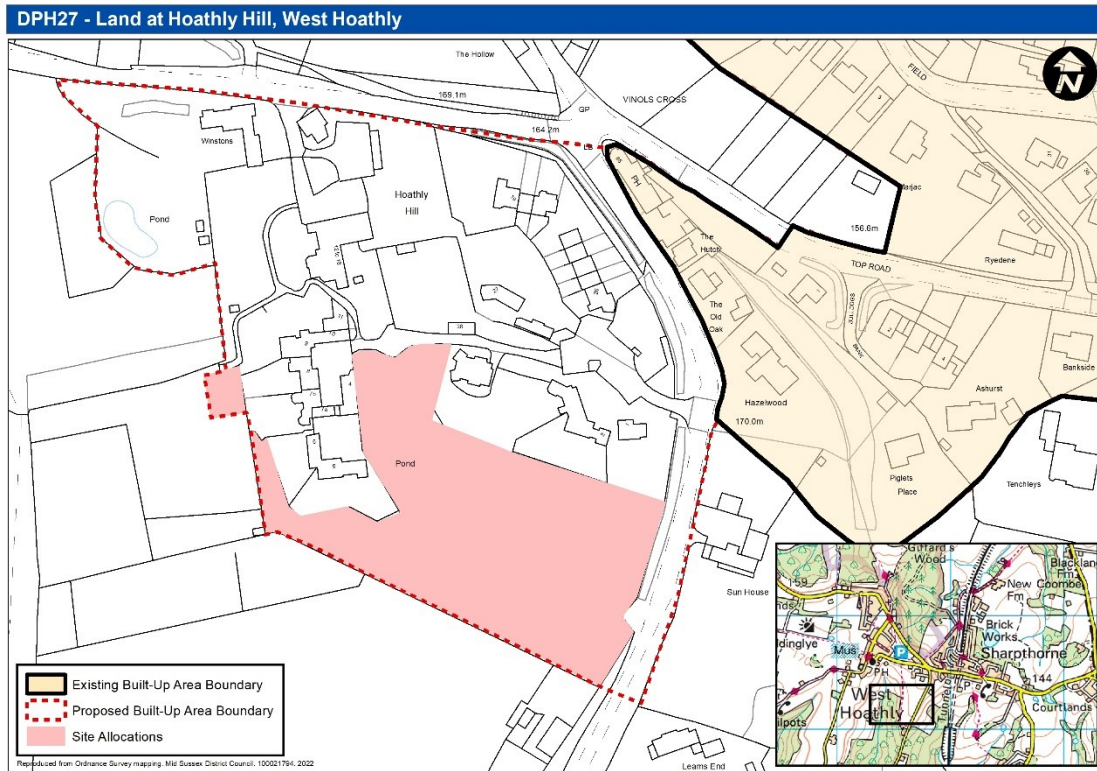 DPH27 - Land at Hoathly Hill, West Hoathly
The Hollow
FIELD
N
169.1m
GP
VINOLS CROSS
164.2m
Winstons
LB
PH
Hoathly
Hill
Pond
156.6m
The
TOP ROAD
Ryedene
The
Old
Oak
Bankside
Hazelwood
Ashurst
170.0m
Pond
Piglets
Place
Tenchleys
Sun House
Leams End
Existing Built-Up Area Boundary
Proposed Built-Up Area Boundary
Site Allocations
Reproduced from Ordnance Survey mapping. Mid Sussex District Council. 100021794. 2022
Giffard's
Wood
159
New Coombe
Fm
Brick
Works
Mus
P
Sharpthorne
PH
144
West
Hoathly
Courtlands